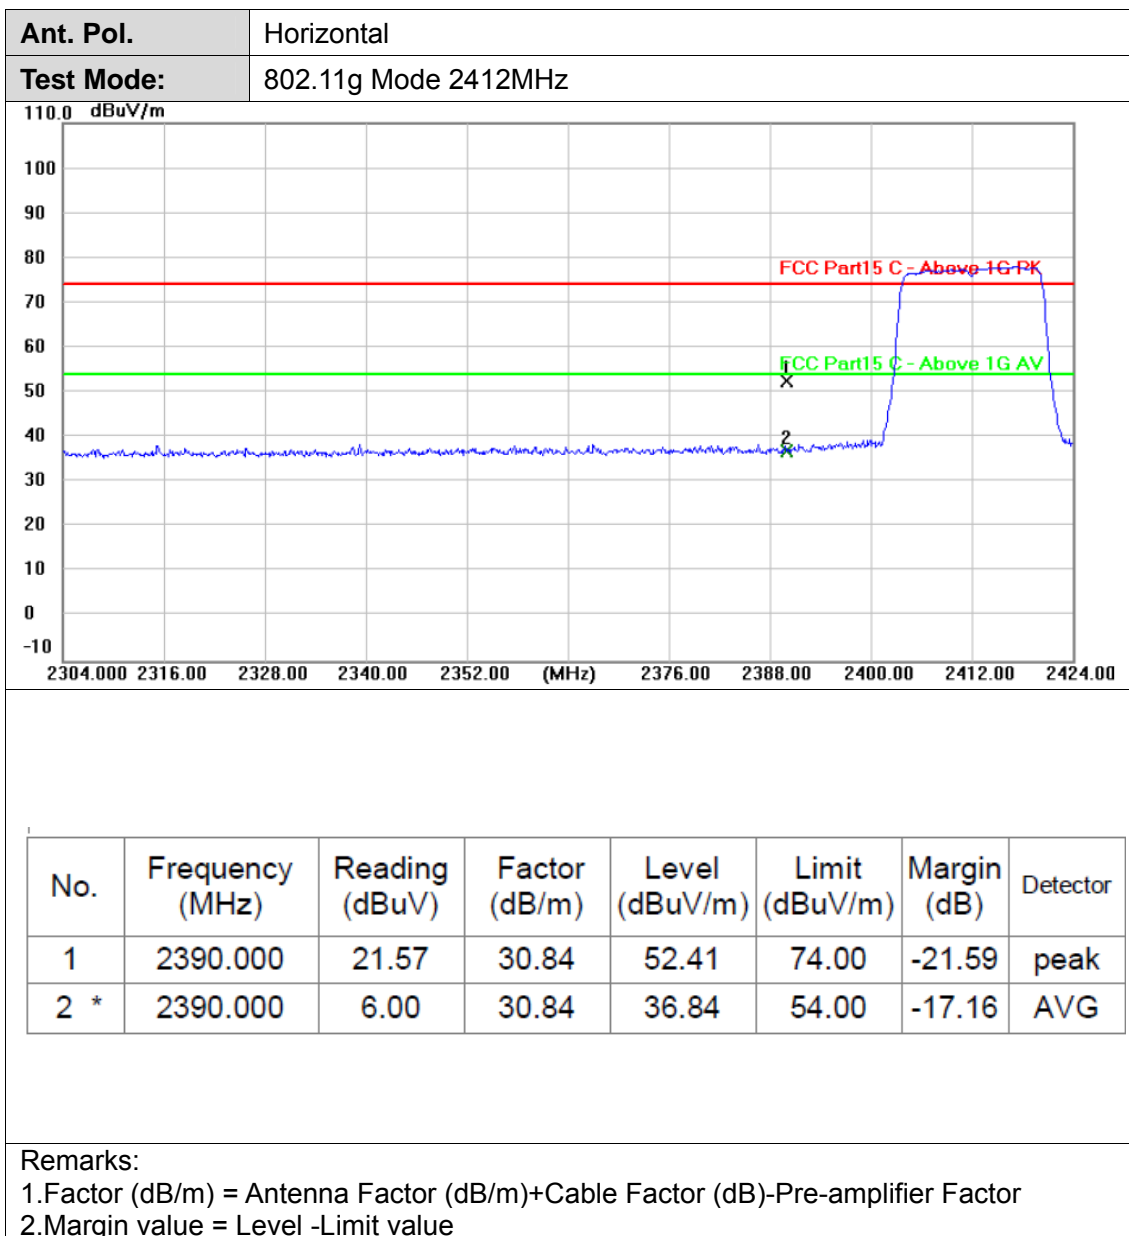 Ant. Pol. Horizontal
Test Mode: 802.11g Mode 2412MHz
110.0 dBuV/m
100
90
80
FCC Part15 C - Above 1G PK
70
60
1
FCC Part15 C - Above 1G AV
50
40
2
30
20
10
0
-10
2304.000 2316.00 2328.00 2340.00 2352.00 (MHz) 2376.00 2388.00 2400.00 2412.00 2424.00
No. Frequency (MHz) Reading (dBuV) Factor (dB/m) Level (dBuV/m) Limit (dBuV/m) Margin (dB) Detector
1 2390.000 21.57 30.84 52.41 74.00 -21.59 peak
2 * 2390.000 6.00 30.84 36.84 54.00 -17.16 AVG
Remarks:
1.Factor (dB/m) = Antenna Factor (dB/m)+Cable Factor (dB)-Pre-amplifier Factor
2.Margin value = Level -Limit value